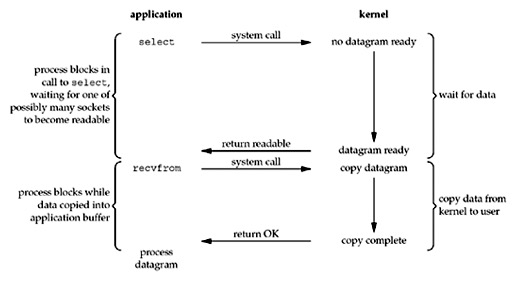 application
kernel
select
system call
no datagram ready
process blocks in
call to select,
waiting for one of
possibly many sockets
to become readable
wait for data
return readable
datagram ready
recvfrom
system call
copy datagram
process blocks while
data copied into
application buffer
copy data from
kernel to user
return OK
copy complete
process
datagram